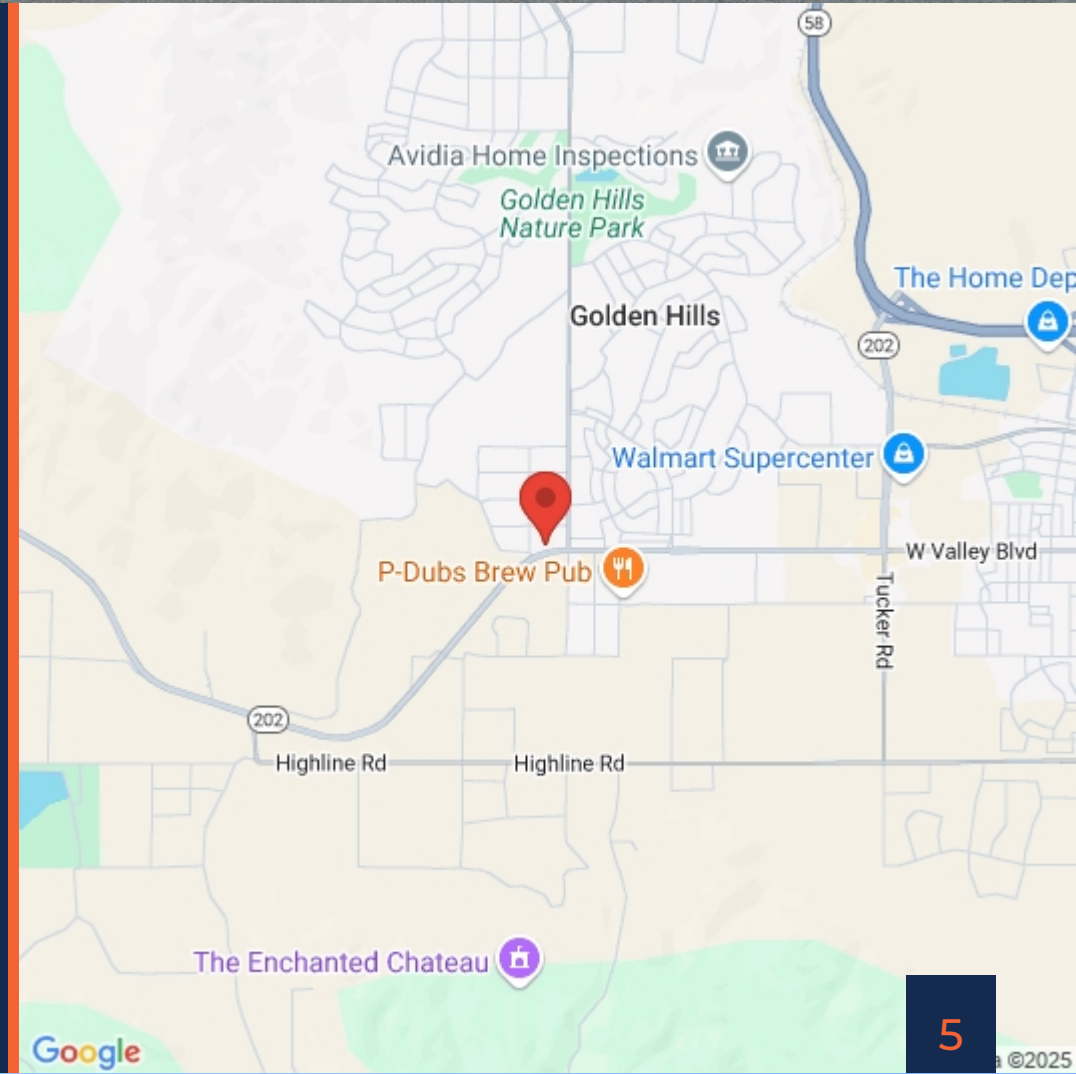 58
Avidia Home Inspections
Golden Hills
Nature Park
The Home Dep
Golden Hills
202
Walmart Supercenter
W Valley Blvd
P-Dubs Brew Pub
Tucker Rd
202
Highline Rd
Highline Rd
The Enchanted Chateau
5
Google
a ©2025